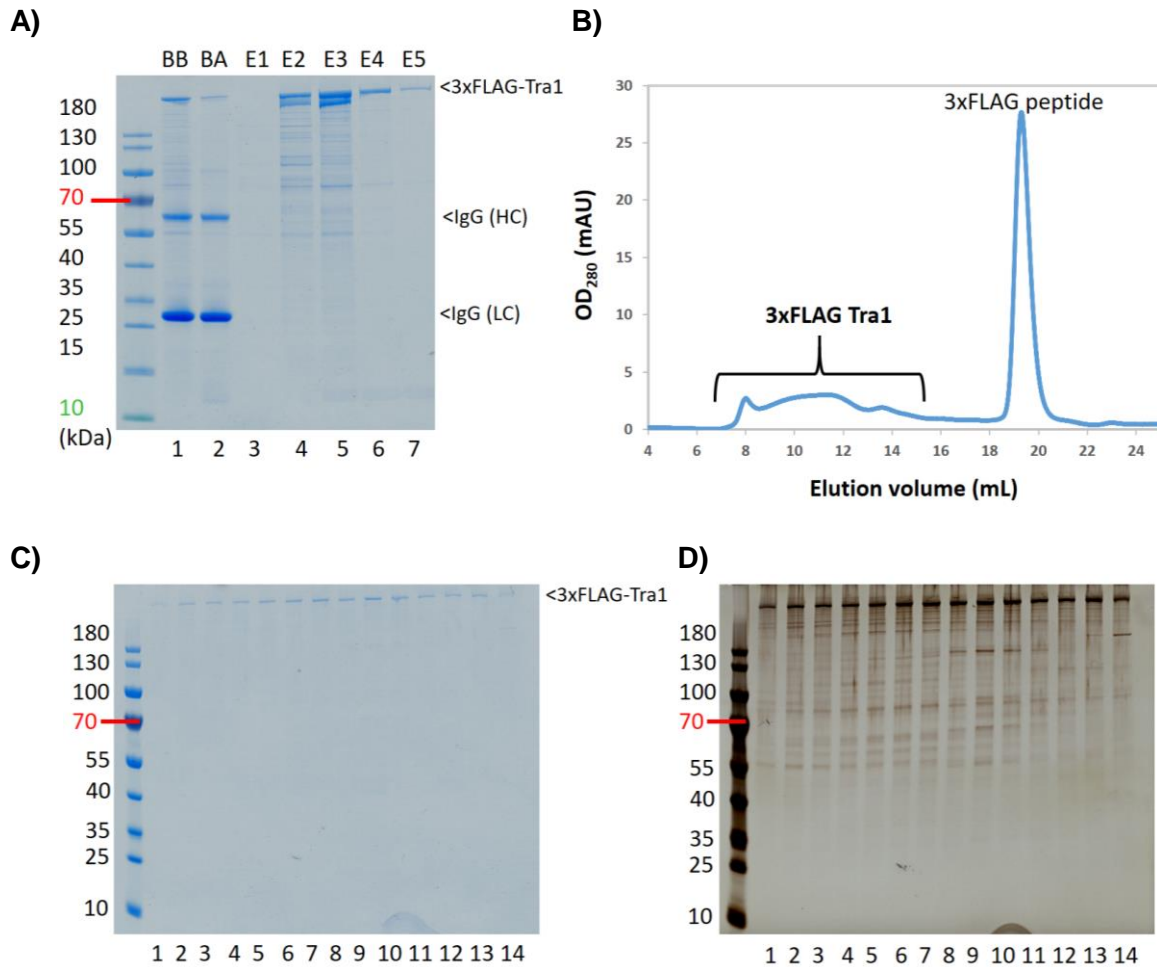 A)
BB BA E1 E2 E3 E4 E5
<3xFLAG-Tra1
180
130
100
70
55
40
35
25
15
10
(kDa)
<IgG (HC)
<IgG (LC)
1 2 3 4 5 6 7
B)
30
25
20
15
10
5
0
OD280 (mAU)
3xFLAG peptide
3xFLAG Tra1
4 6 8 10 12 14 16 18 20 22 24
Elution volume (mL)
C)
<3xFLAG-Tra1
180
130
100
70
55
40
35
25
10
1 2 3 4 5 6 7 8 9 10 11 12 13 14
D)
180
130
100
70
55
40
35
25
10
1 2 3 4 5 6 7 8 9 10 11 12 13 14